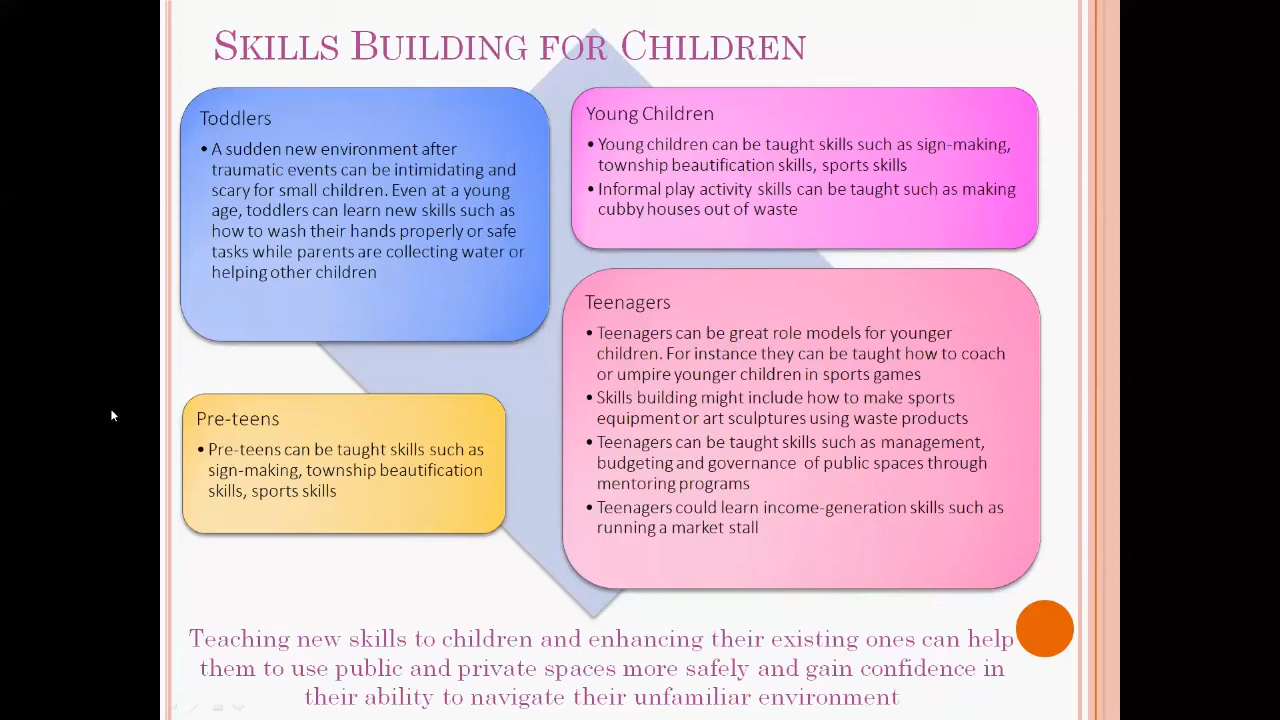 Skills Building for Children
Toddlers
• A sudden new environment after
traumatic events can be intimidating and
scary for small children. Even at a young
age, toddlers can learn new skills such as
how to wash their hands properly or safe
tasks while parents are collecting water or
helping other children
Young Children
• Young children can be taught skills such as sign-making,
township beautification skills, sports skills
• Informal play activity skills can be taught such as making
cubby houses out of waste
Pre-teens
• Pre-teens can be taught skills such as
sign-making, township beautification
skills, sports skills
Teenagers
• Teenagers can be great role models for younger
children. For instance they can be taught how to coach
or umpire younger children in sports games
• Skills building might include how to make sports
equipment or art sculptures using waste products
• Teenagers can be taught skills such as management,
budgeting and governance of public spaces through
mentoring programs
• Teenagers could learn income-generation skills such as
running a market stall
Teaching new skills to children and enhancing their existing ones can help
them to use public and private spaces more safely and gain confidence in
their ability to navigate their unfamiliar environment